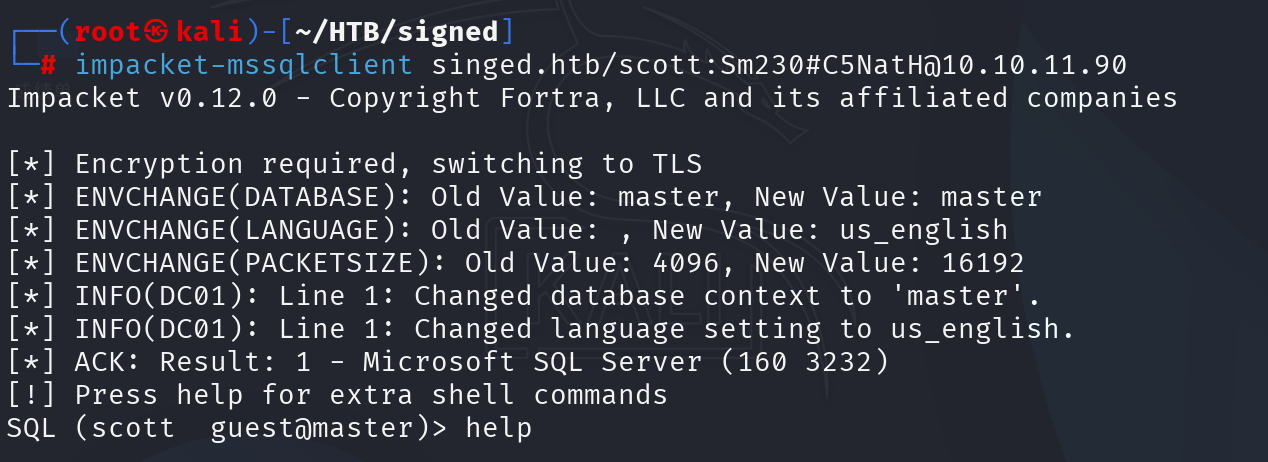 ┌──(root㉿kali)-[~/HTB/signed]
└─# impacket-mssqlclient singed.htb/scott:Sm230#C5NatH@10.10.11.90
Impacket v0.12.0 - Copyright Fortra, LLC and its affiliated companies

[*] Encryption required, switching to TLS
[*] ENVCHANGE(DATABASE): Old Value: master, New Value: master
[*] ENVCHANGE(LANGUAGE): Old Value: , New Value: us_english
[*] ENVCHANGE(PACKETSIZE): Old Value: 4096, New Value: 16192
[*] INFO(DC01): Line 1: Changed database context to 'master'.
[*] INFO(DC01): Line 1: Changed language setting to us_english.
[*] ACK: Result: 1 - Microsoft SQL Server (160 3232)
[!] Press help for extra shell commands
SQL (scott  guest@master)> help
KALI